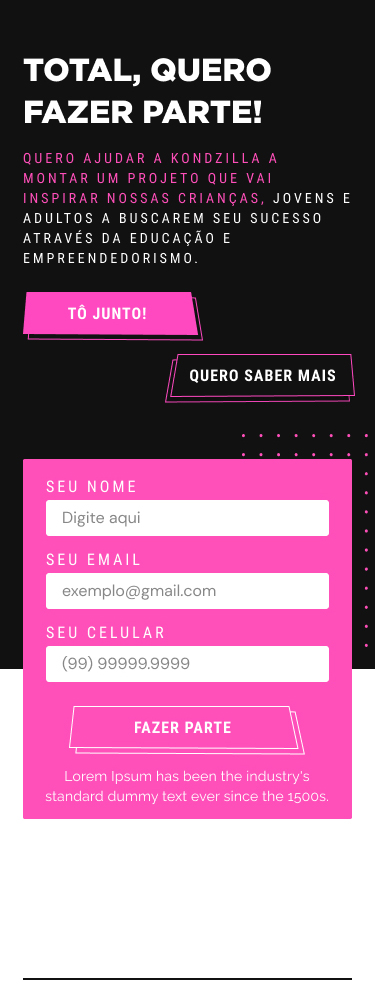 TOTAL, QUERO
FAZER PARTE!
QUERO AJUDAR A KONDZILLA A
MONTAR UM PROJETO QUE VAI
INSPIRAR NOSSAS CRIANÇAS, JOVENS E
ADULTOS A BUSCAREM SEU SUCESSO
ATRAVÉS DA EDUCAÇÃO E
EMPREENDEDORISMO.
TÔ JUNTO!
QUERO SABER MAIS
SEU NOME
Digite aqui
SEU EMAIL
exemplo@gmail.com
SEU CELULAR
(99) 99999.9999
FAZER PARTE
Lorem Ipsum has been the industry's
standard dummy text ever since the 1500s.